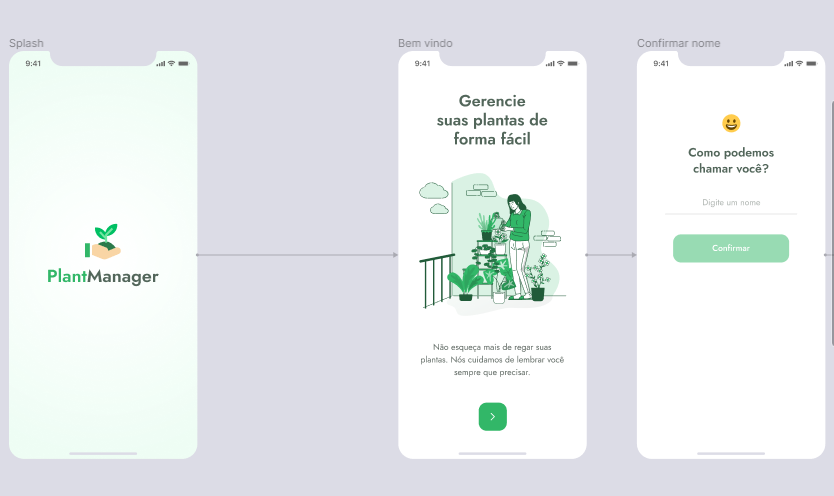 Splash
9:41
PlantManager
Bem vindo
9:41
Gerencie
suas plantas de
forma fácil
Não esqueça mais de regar suas
plantas. Nós cuidamos de lembrar você
sempre que precisar.
Confirmar nome
9:41
Como podemos
chamar você?
Digite um nome
Confirmar